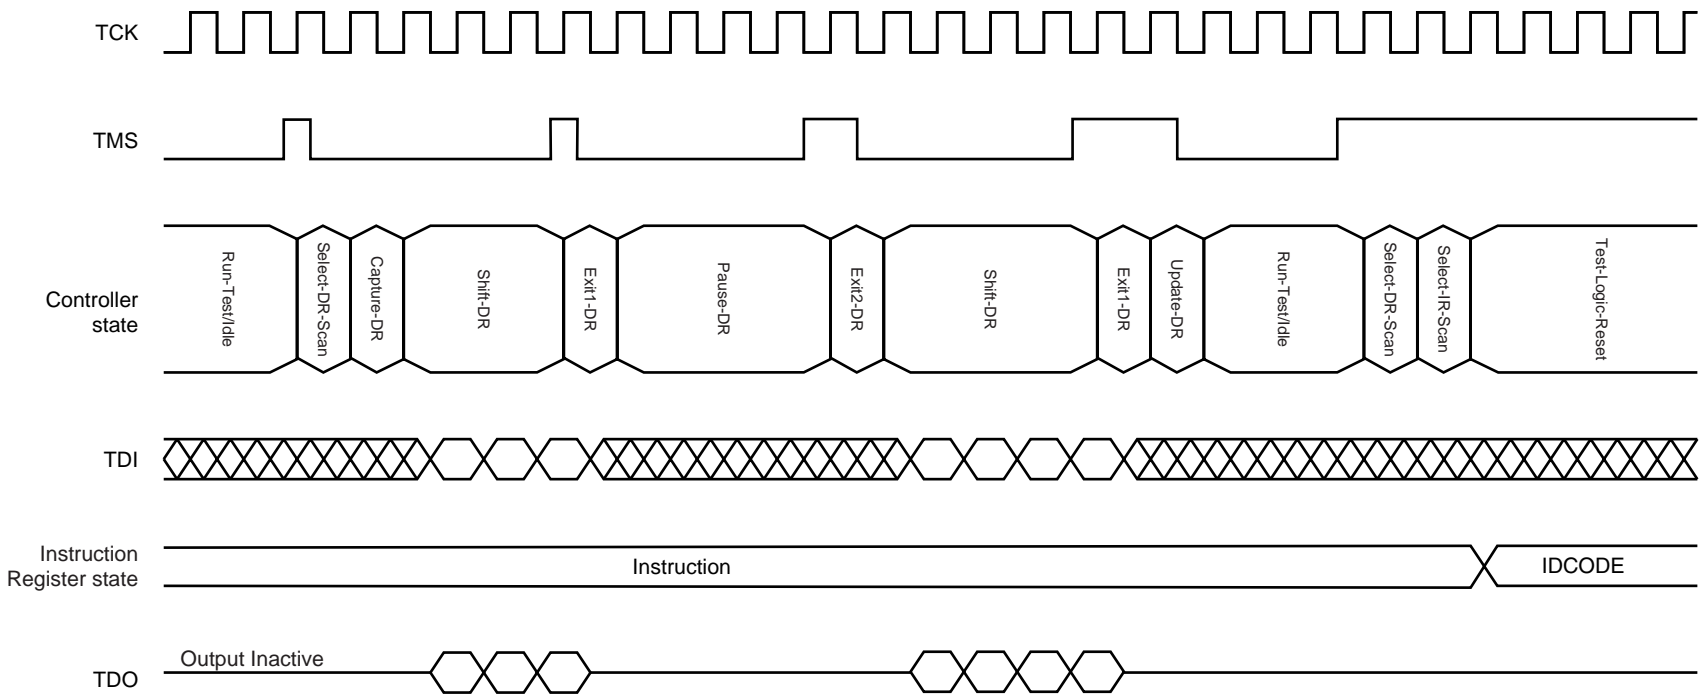 TCK
TMS
Controller
state
Run-Test/Idle
Select-DR-Scan
Capture-DR
Shift-DR
Exit1-DR
Pause-DR
Exit2-DR
Shift-DR
Exit1-DR
Update-DR
Run-Test/Idle
Select-DR-Scan
Select-IR-Scan
Test-Logic-Reset
TDI
Instruction
Register state
Instruction
IDCODE
TDO
Output Inactive